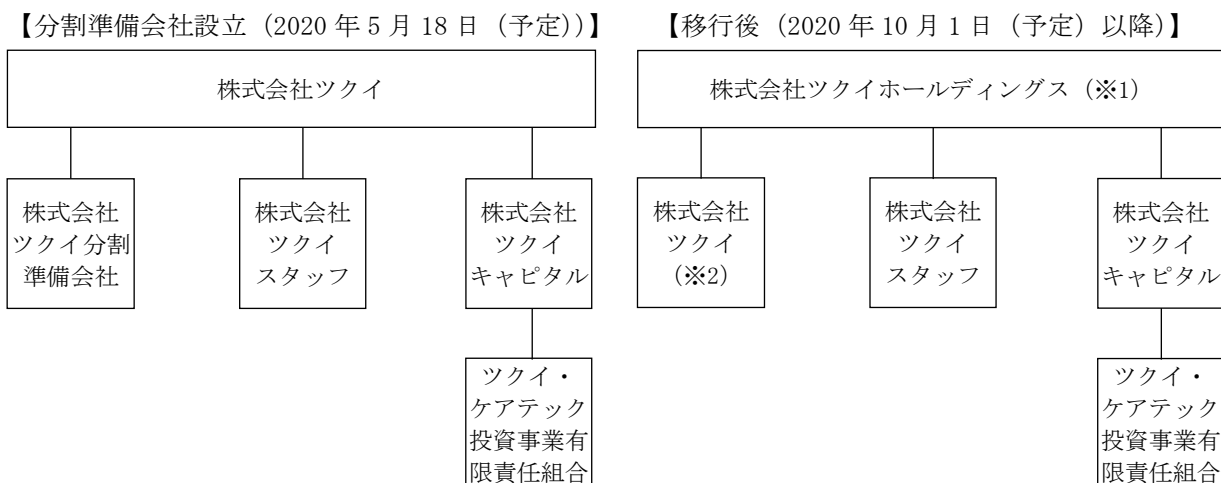 【分割準備会社設立（2020 年 5 月 18 日（予定））】
株式会社ツクイ
株式会社
ツクイ分割
準備会社
株式会社
ツクイ
スタッフ
株式会社
ツクイ
キャピタル
ツクイ・
ケアテック
投資事業有
限責任組合
【移行後（2020 年 10 月 1 日（予定）以降）】
株式会社ツクイホールディングス（※1）
株式会社
ツクイ
（※2）
株式会社
ツクイ
スタッフ
株式会社
ツクイ
キャピタル
ツクイ・
ケアテック
投資事業有
限責任組合